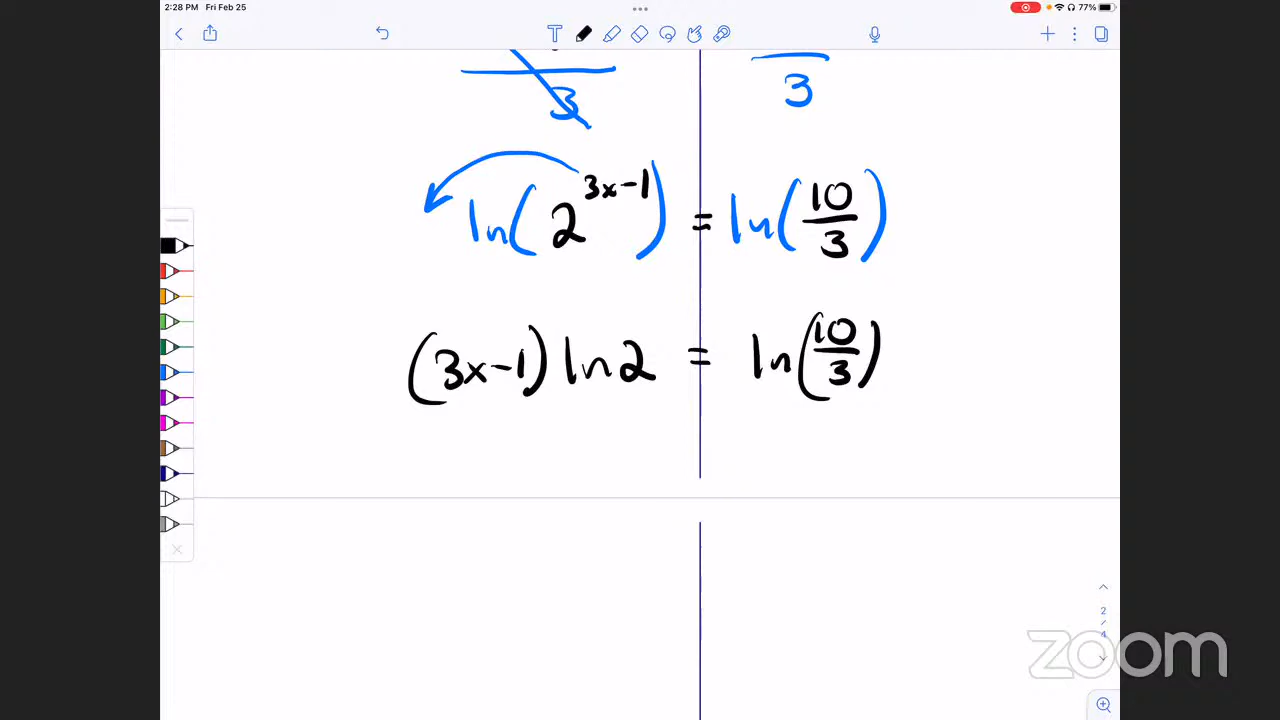 2:28 PM Fri Feb 25 77%
3 3
ln(2^{3x-1}) = ln(10/3)
(3x-1) ln2 = ln(10/3)
2
/
4
zoom